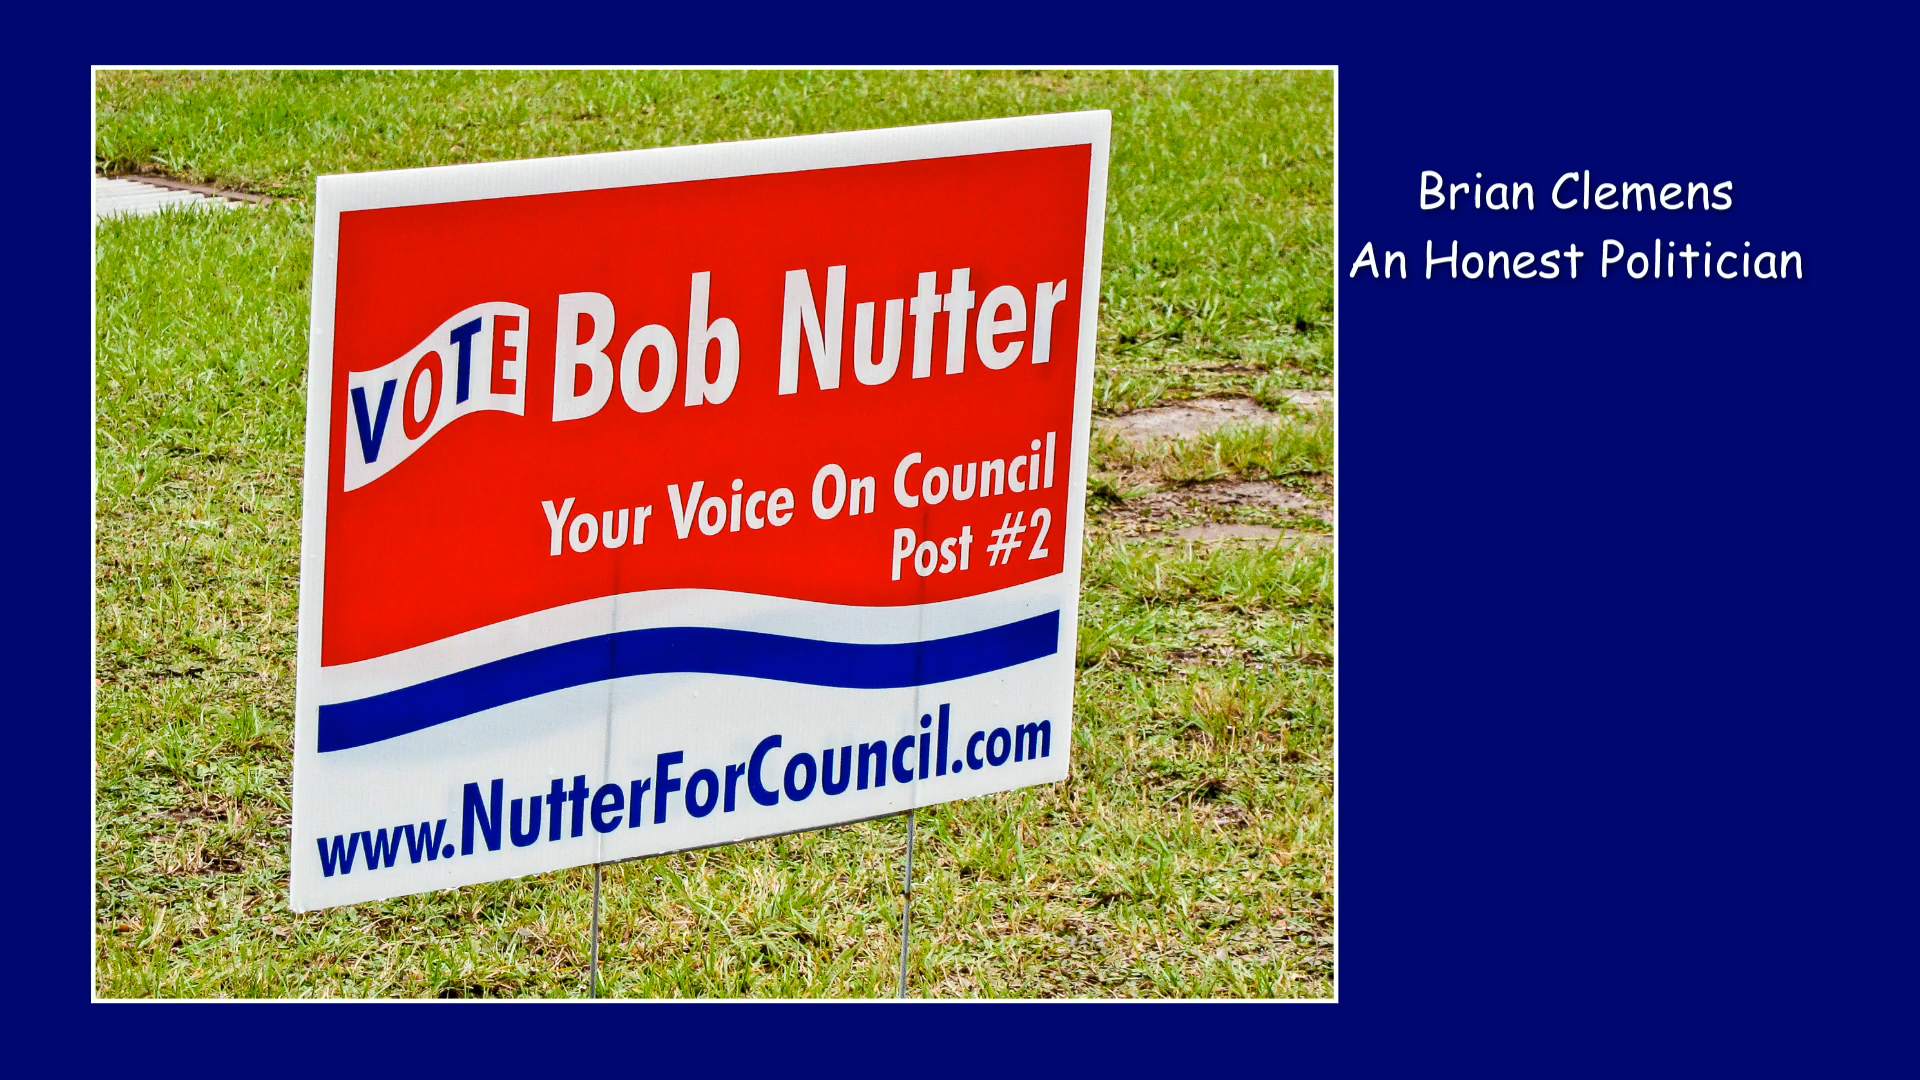 Brian Clemens
An Honest Politician
VOTE Bob Nutter
Your Voice On Council
Post #2
www.NutterForCouncil.com